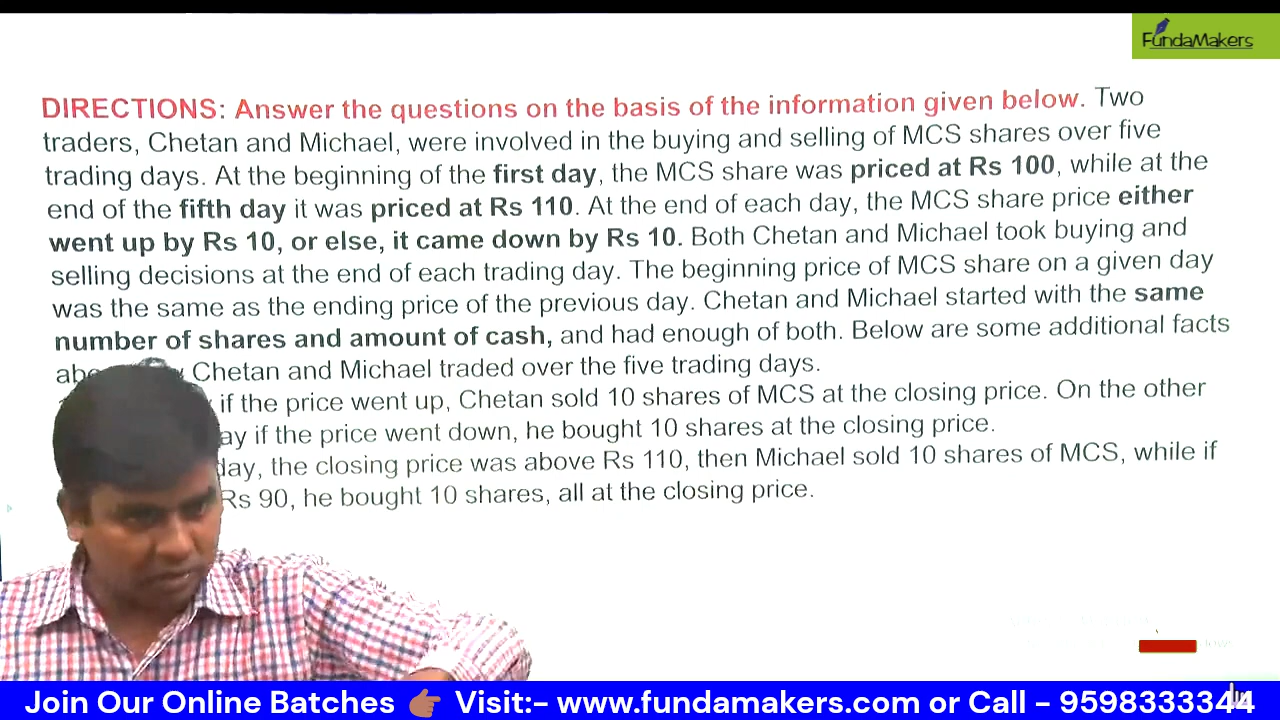 FundaMakers
DIRECTIONS: Answer the questions on the basis of the information given below. Two
traders, Chetan and Michael, were involved in the buying and selling of MCS shares over five
trading days. At the beginning of the first day, the MCS share was priced at Rs 100, while at the
end of the fifth day it was priced at Rs 110. At the end of each day, the MCS share price either
went up by Rs 10, or else, it came down by Rs 10. Both Chetan and Michael took buying and
selling decisions at the end of each trading day. The beginning price of MCS share on a given day
was the same as the ending price of the previous day. Chetan and Michael started with the same
number of shares and amount of cash, and had enough of both. Below are some additional facts
Chetan and Michael traded over the five trading days.
if the price went up, Chetan sold 10 shares of MCS at the closing price. On the other
if the price went down, he bought 10 shares at the closing price.
day, the closing price was above Rs 110, then Michael sold 10 shares of MCS, while if
Rs 90, he bought 10 shares, all at the closing price.
Join Our Online Batches Visit:- www.fundamakers.com or Call - 9598333344